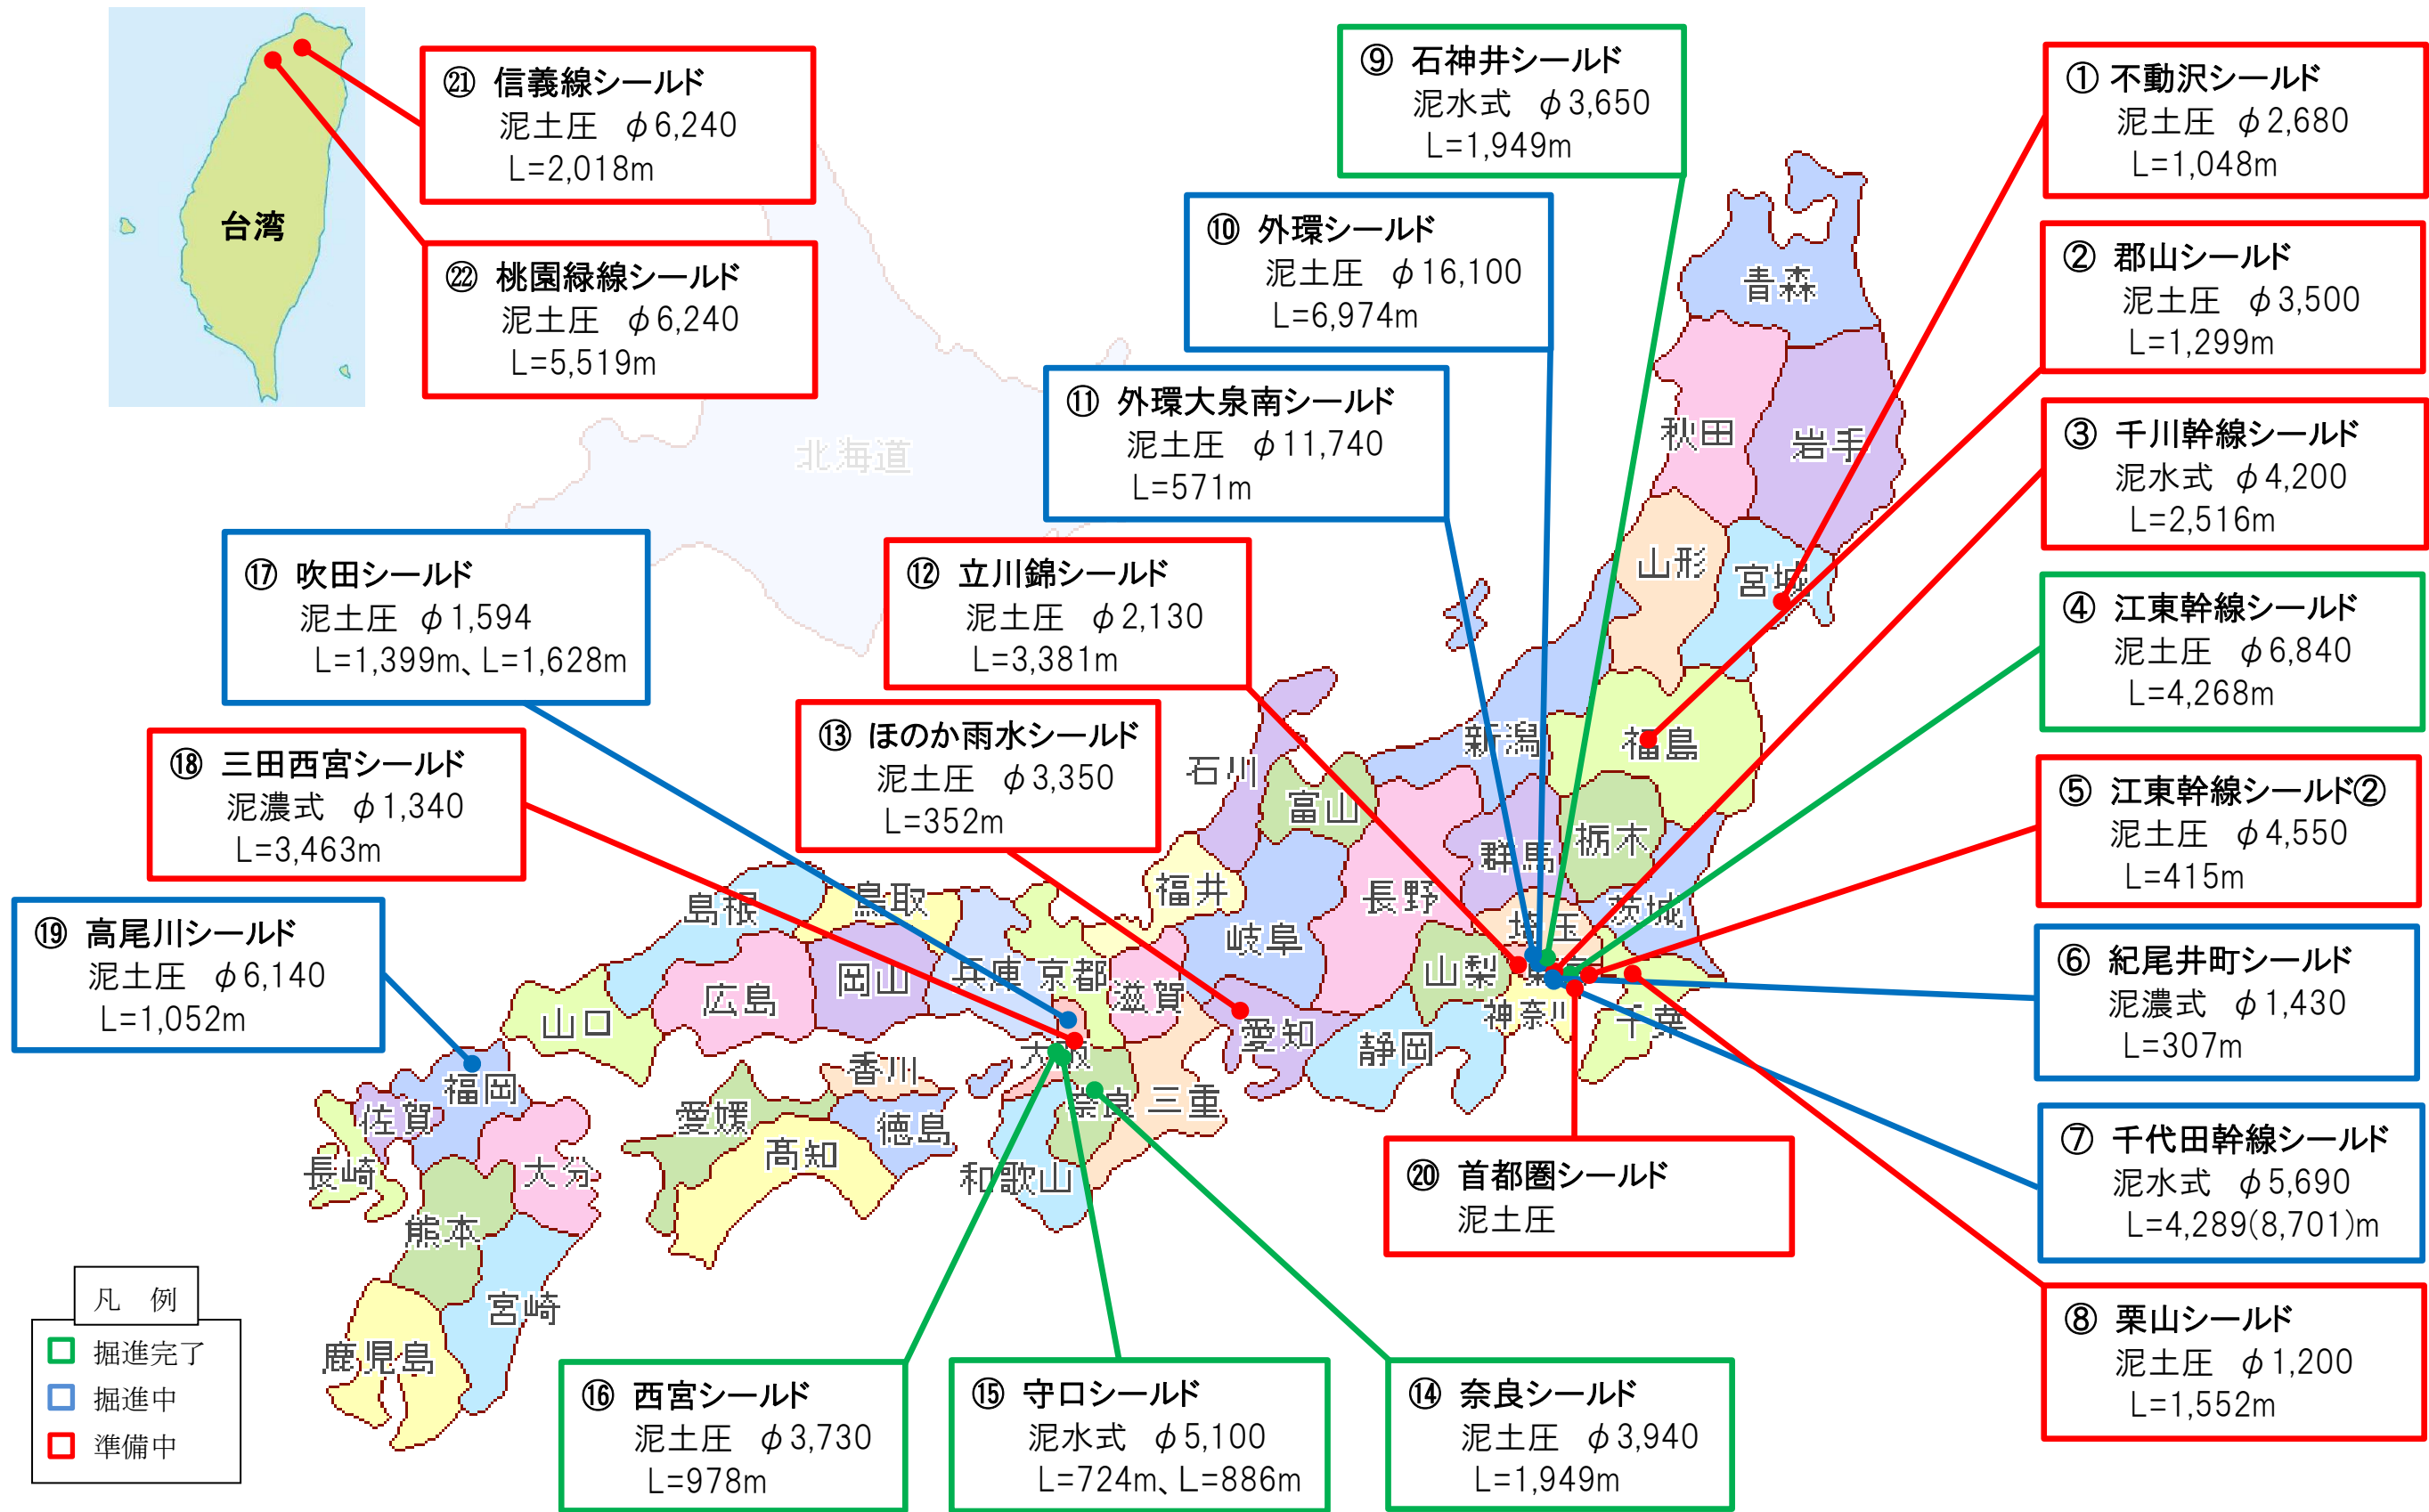 台湾
㉑ 信義線シールド
泥土圧 φ6,240
L=2,018m
㉒ 桃園緑線シールド
泥土圧 φ6,240
L=5,519m
⑨ 石神井シールド
泥水式 φ3,650
L=1,949m
⑩ 外環シールド
泥土圧 φ16,100
L=6,974m
⑪ 外環大泉南シールド
泥土圧 φ11,740
L=571m
① 不動沢シールド
泥土圧 φ2,680
L=1,048m
② 郡山シールド
泥土圧 φ3,500
L=1,299m
③ 千川幹線シールド
泥水式 φ4,200
L=2,516m
④ 江東幹線シールド
泥土圧 φ6,840
L=4,268m
⑤ 江東幹線シールド②
泥土圧 φ4,550
L=415m
⑥ 紀尾井町シールド
泥濃式 φ1,430
L=307m
⑦ 千代田幹線シールド
泥水式 φ5,690
L=4,289(8,701)m
⑧ 栗山シールド
泥土圧 φ1,200
L=1,552m
⑰ 吹田シールド
泥土圧 φ1,594
L=1,399m、L=1,628m
⑫ 立川錦シールド
泥土圧 φ2,130
L=3,381m
⑬ ほのか雨水シールド
泥土圧 φ3,350
L=352m
⑱ 三田西宮シールド
泥濃式 φ1,340
L=3,463m
⑲ 高尾川シールド
泥土圧 φ6,140
L=1,052m
⑳ 首都圏シールド
泥土圧
⑯ 西宮シールド
泥土圧 φ3,730
L=978m
⑮ 守口シールド
泥水式 φ5,100
L=724m、L=886m
⑭ 奈良シールド
泥土圧 φ3,940
L=1,949m
北海道
青森
秋田
岩手
山形
宮城
新潟
福島
石川
富山
群馬
栃木
福井
長野
埼玉
茨城
岐阜
山梨
神奈川
千葉
愛知
静岡
島根
鳥取
兵庫
京都
滋賀
岡山
広島
山口
大阪
奈良
三重
和歌山
香川
愛媛
徳島
高知
福岡
佐賀
長崎
大分
熊本
宮崎
鹿児島
凡 例
掘進完了
掘進中
準備中